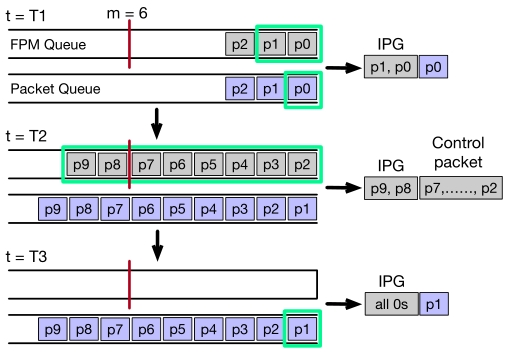 t = T1
m = 6
FPM Queue
p2 p1 p0
IPG
p1, p0 p0
Packet Queue
p2 p1 p0
t = T2
Control
packet
IPG
p9 p8 p7 p6 p5 p4 p3 p2
p9, p8 p7,......, p2
p9 p8 p7 p6 p5 p4 p3 p2 p1
t = T3
IPG
all 0s p1
p9 p8 p7 p6 p5 p4 p3 p2 p1